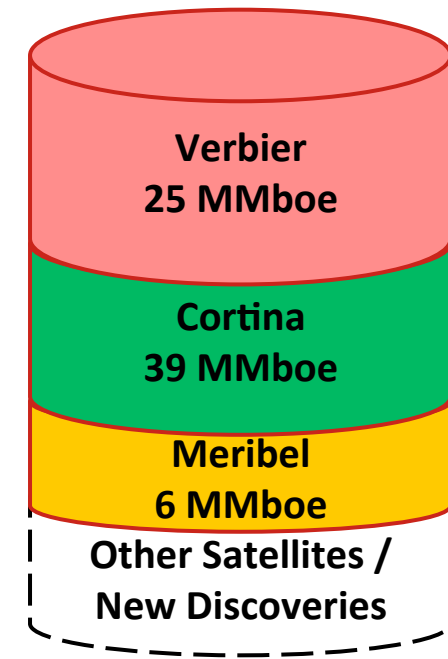 Verbier
25 MMboe
Cortina
39 MMboe
Meribel
6 MMboe
Other Satellites /
New Discoveries